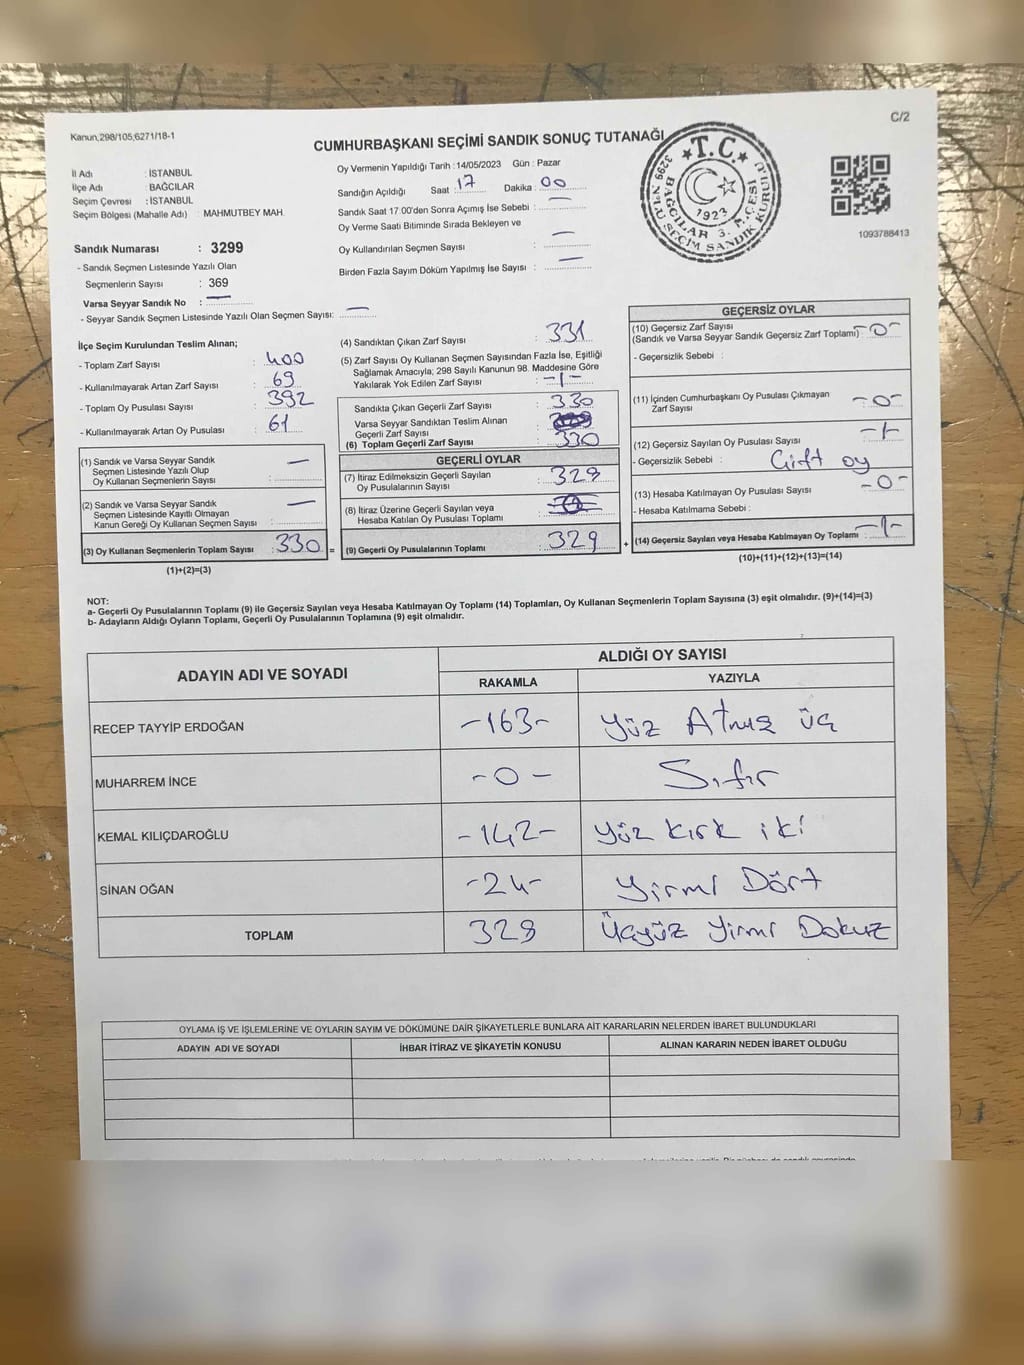 Kanun,298/105,6271/18-1
C/2
CUMHURBAŞKANI SEÇİMİ SANDIK SONUÇ TUTANAĞI
İl Adı : İSTANBUL
İlçe Adı : BAĞCILAR
Seçim Çevresi : İSTANBUL
Seçim Bölgesi (Mahalle Adı) : MAHMUTBEY MAH.
Sandık Numarası : 3299
- Sandık Seçmen Listesinde Yazılı Olan
Seçmenlerin Sayısı : 369
Varsa Seyyar Sandık No : —
- Seyyar Sandık Seçmen Listesinde Yazılı Olan Seçmen Sayısı: —
Oy Vermenin Yapıldığı Tarih :14/05/2023 Gün : Pazar
Sandığın Açıldığı Saat : 17 Dakika : 00
Sandık Saat 17:00'den Sonra Açımış İse Sebebi : —
Oy Verme Saati Bitiminde Sırada Bekleyen ve
Oy Kullandırılan Seçmen Sayısı : —
Birden Fazla Sayım Döküm Yapılmış İse Sayısı : —
T.C.
1923
3299 NOLU SEÇİM SANDIK KURULU
BAĞCILAR 3. İLÇESİ
1093788413
İlçe Seçim Kurulundan Teslim Alınan;
- Toplam Zarf Sayısı : 400
- Kullanılmayarak Artan Zarf Sayısı : 69
- Toplam Oy Pusulası Sayısı : 392
- Kullanılmayarak Artan Oy Pusulası : 61
(1) Sandık ve Varsa Seyyar Sandık
Seçmen Listesinde Yazılı Olup
Oy Kullanan Seçmenlerin Sayısı : —
(2) Sandık ve Varsa Seyyar Sandık
Seçmen Listesinde Kayıtlı Olmayan
Kanun Gereği Oy Kullanan Seçmen Sayısı : —
(3) Oy Kullanan Seçmenlerin Toplam Sayısı : 330 =
(1)+(2)=(3)
(4) Sandıktan Çıkan Zarf Sayısı : 331
(5) Zarf Sayısı Oy Kullanan Seçmen Sayısından Fazla İse, Eşitliği
Sağlamak Amacıyla; 298 Sayılı Kanunun 98. Maddesine Göre
Yakılarak Yok Edilen Zarf Sayısı : -1-
Sandıkta Çıkan Geçerli Zarf Sayısı : 330
Varsa Seyyar Sandıktan Teslim Alınan
Geçerli Zarf Sayısı :
(6) Toplam Geçerli Zarf Sayısı : 330
GEÇERLİ OYLAR
(7) İtiraz Edilmeksizin Geçerli Sayılan
Oy Pusulalarının Sayısı : 329
(8) İtiraz Üzerine Geçerli Sayılan veya
Hesaba Katılan Oy Pusulası Toplamı : 0
(9) Geçerli Oy Pusulalarının Toplamı : 329 +
GEÇERSİZ OYLAR
(10) Geçersiz Zarf Sayısı
(Sandık ve Varsa Seyyar Sandık Geçersiz Zarf Toplamı) : -0-
- Geçersizlik Sebebi :
(11) İçinden Cumhurbaşkanı Oy Pusulası Çıkmayan
Zarf Sayısı : -0-
(12) Geçersiz Sayılan Oy Pusulası Sayısı : -1-
- Geçersizlik Sebebi : Çift oy
(13) Hesaba Katılmayan Oy Pusulası Sayısı : -0-
- Hesaba Katılmama Sebebi :
(14) Geçersiz Sayılan veya Hesaba Katılmayan Oy Toplamı : -1-
(10)+(11)+(12)+(13)=(14)
NOT:
a- Geçerli Oy Pusulalarının Toplamı (9) ile Geçersiz Sayılan veya Hesaba Katılmayan Oy Toplamı (14) Toplamları, Oy Kullanan Seçmenlerin Toplam Sayısına (3) eşit olmalıdır. (9)+(14)=(3)
b- Adayların Aldığı Oyların Toplamı, Geçerli Oy Pusulalarının Toplamına (9) eşit olmalıdır.
ADAYIN ADI VE SOYADI ALDIĞI OY SAYISI
RAKAMLA YAZIYLA
RECEP TAYYİP ERDOĞAN -163- Yüz Atmış üç
MUHARREM İNCE -0- Sıfır
KEMAL KILIÇDAROĞLU -142- Yüz kırk iki
SİNAN OĞAN -24- Yirmi Dört
TOPLAM 329 Üçyüz Yirmi Dokuz
OYLAMA İŞ VE İŞLEMLERİNE VE OYLARIN SAYIM VE DÖKÜMÜNE DAİR ŞİKAYETLERLE BUNLARA AİT KARARLARIN NELERDEN İBARET BULUNDUKLARI
ADAYIN ADI VE SOYADI İHBAR İTİRAZ VE ŞİKAYETİN KONUSU ALINAN KARARIN NEDEN İBARET OLDUĞU